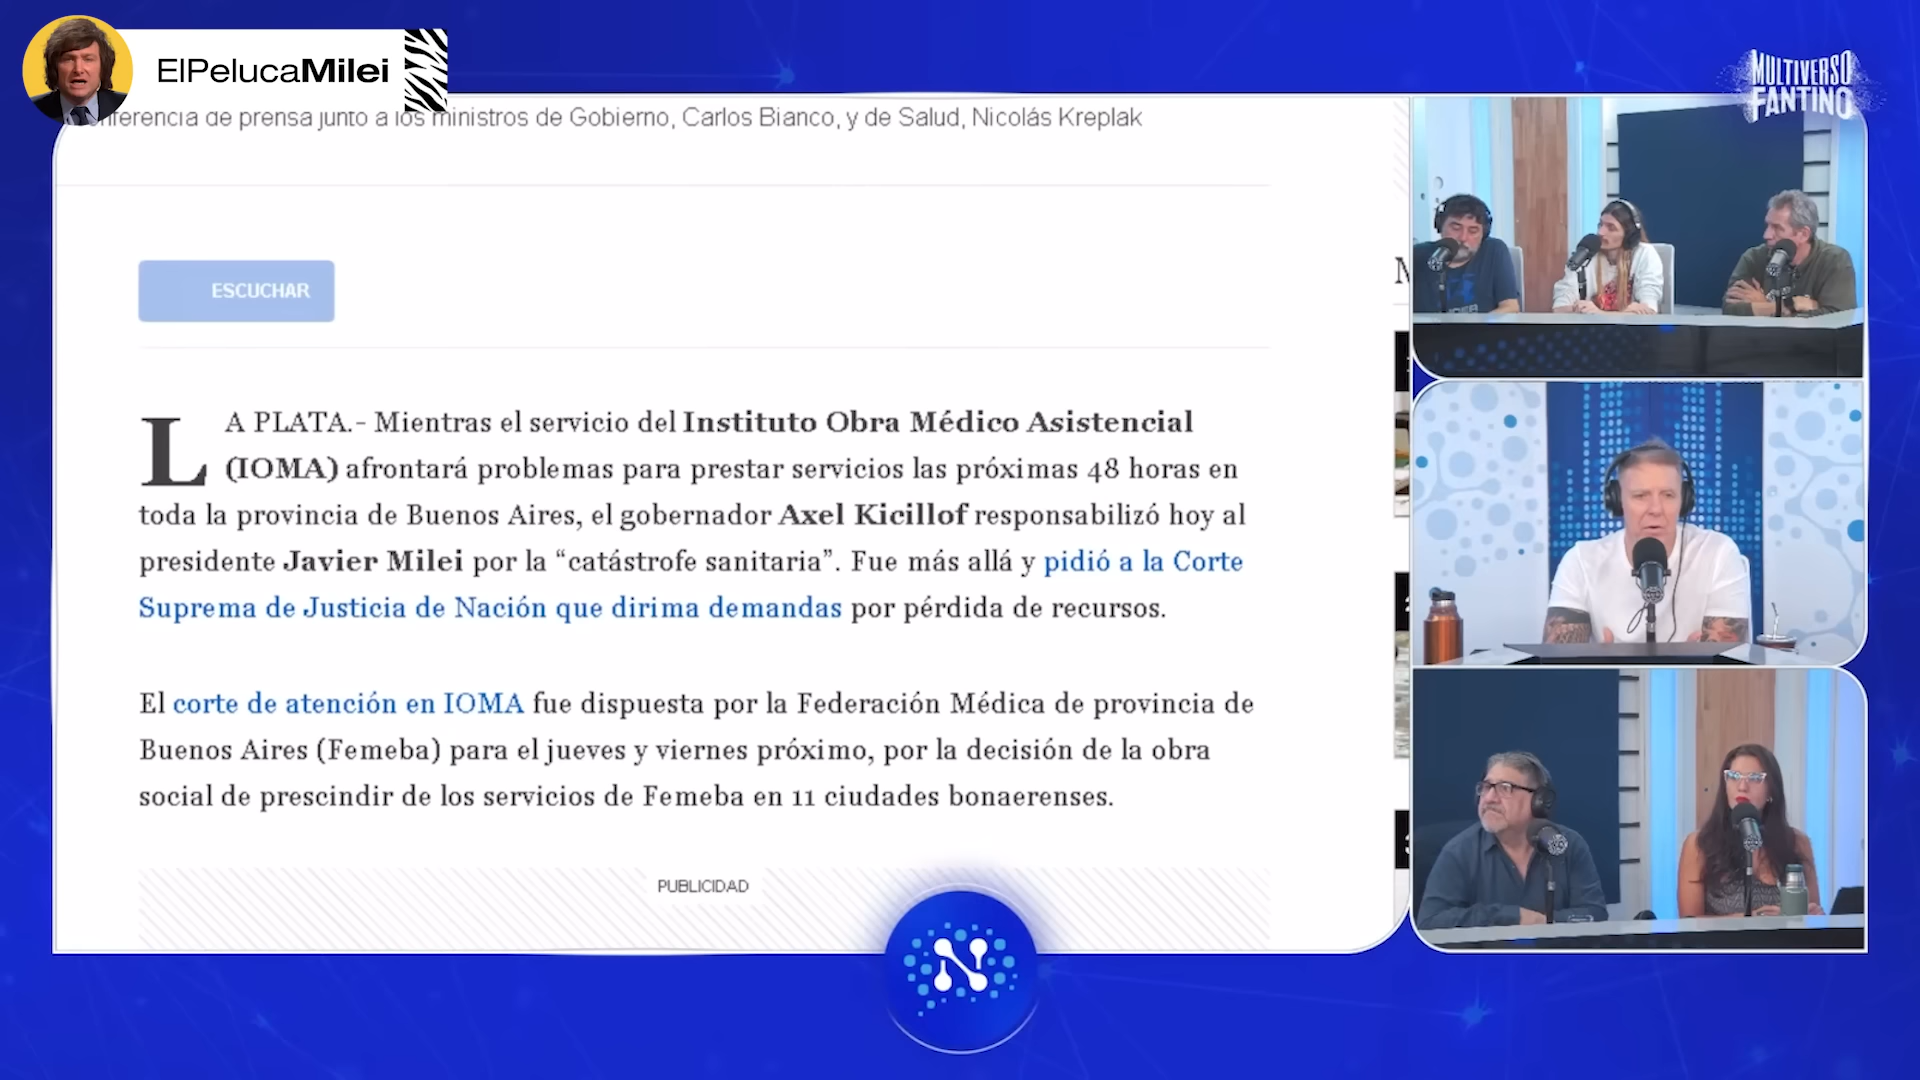 ElPelucaMilei
MULTIVERSO
FANTINO
ferencia de prensa junto a los ministros de Gobierno, Carlos Bianco, y de Salud, Nicolás Kreplak
ESCUCHAR
LA PLATA.- Mientras el servicio del Instituto Obra Médico Asistencial
(IOMA) afrontará problemas para prestar servicios las próximas 48 horas en
toda la provincia de Buenos Aires, el gobernador Axel Kicillof responsabilizó hoy al
presidente Javier Milei por la “catástrofe sanitaria”. Fue más allá y pidió a la Corte
Suprema de Justicia de Nación que dirima demandas por pérdida de recursos.
El corte de atención en IOMA fue dispuesta por la Federación Médica de provincia de
Buenos Aires (Femeba) para el jueves y viernes próximo, por la decisión de la obra
social de prescindir de los servicios de Femeba en 11 ciudades bonaerenses.
PUBLICIDAD